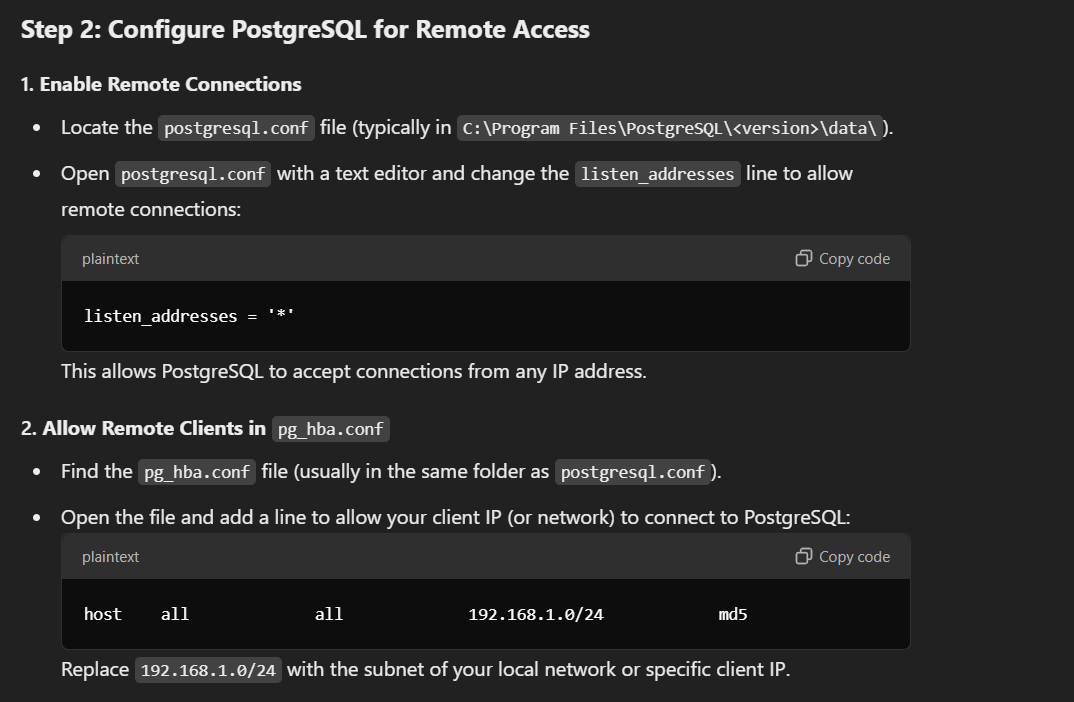 Step 2: Configure PostgreSQL for Remote Access
1. Enable Remote Connections
• Locate the postgresql.conf file (typically in C:\Program Files\PostgreSQL\<version>\data\ ).
• Open postgresql.conf with a text editor and change the listen_addresses line to allow
remote connections:
plaintext Copy code
listen_addresses = '*'
This allows PostgreSQL to accept connections from any IP address.
2. Allow Remote Clients in pg_hba.conf
• Find the pg_hba.conf file (usually in the same folder as postgresql.conf ).
• Open the file and add a line to allow your client IP (or network) to connect to PostgreSQL:
plaintext Copy code
host    all             all             192.168.1.0/24            md5
Replace 192.168.1.0/24 with the subnet of your local network or specific client IP.